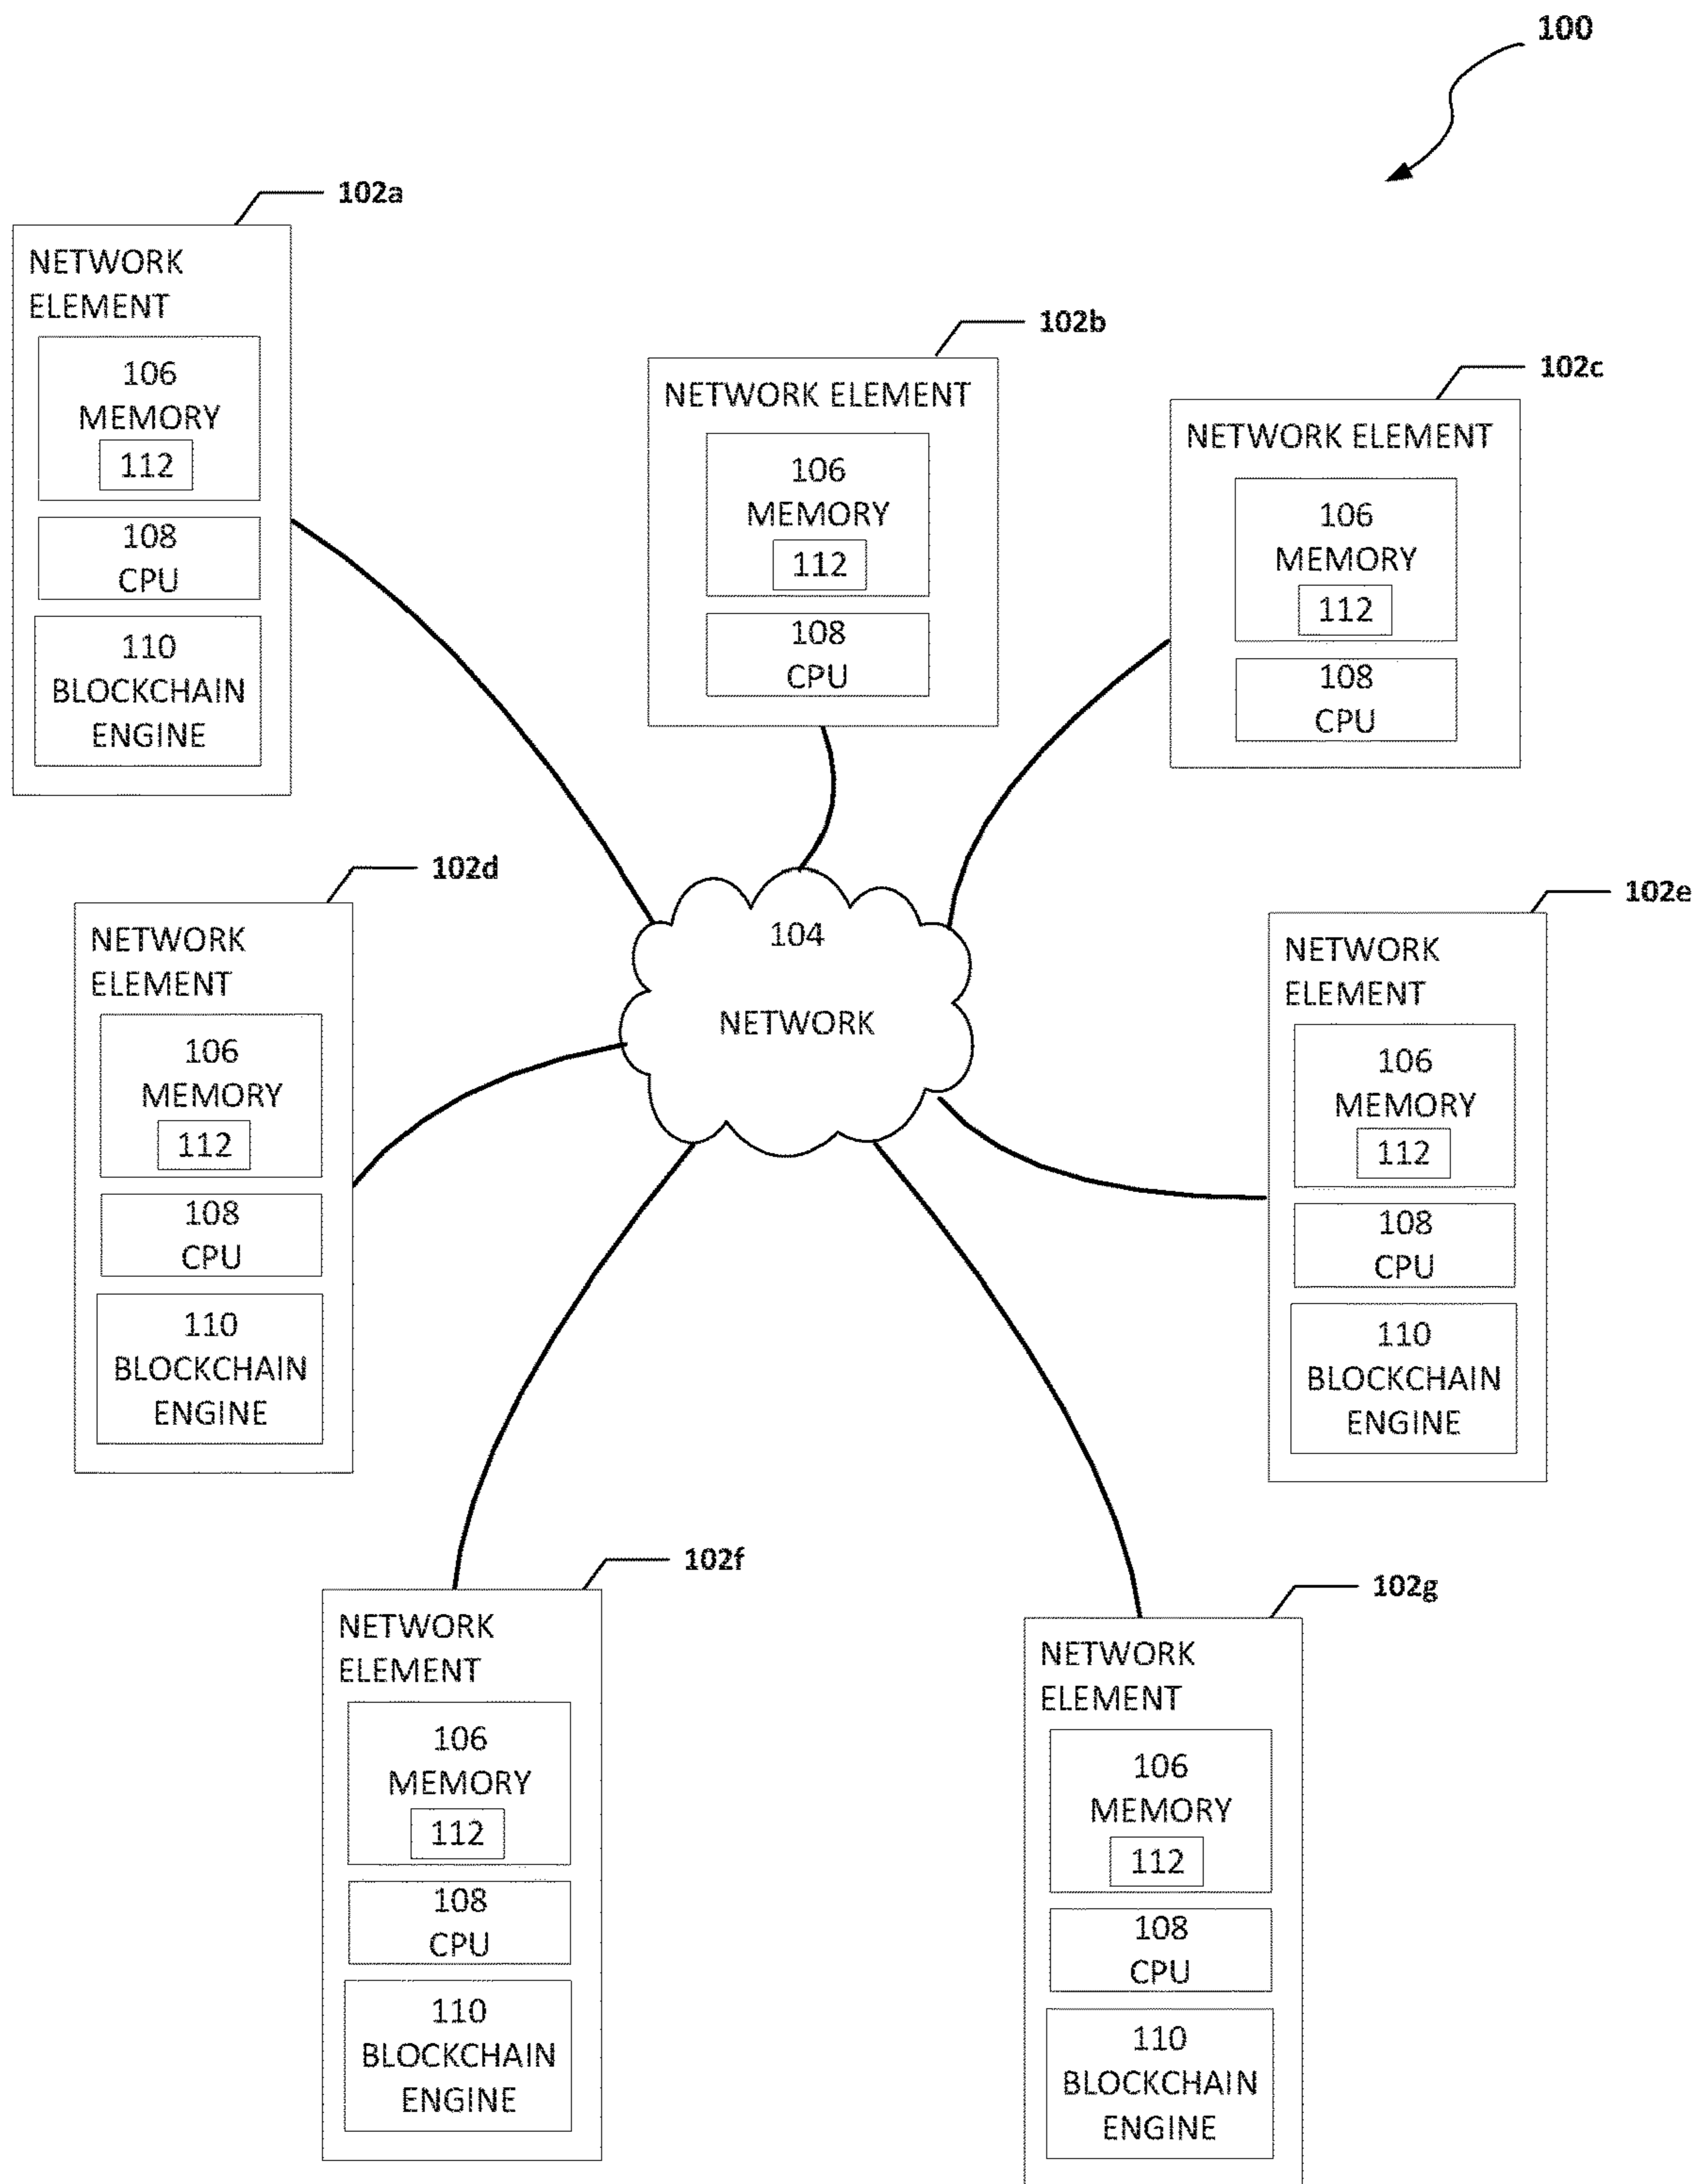 100
102a
NETWORK
ELEMENT
106
MEMORY
112
108
CPU
110
BLOCKCHAIN
ENGINE
102b
NETWORK ELEMENT
106
MEMORY
112
108
CPU
102c
NETWORK ELEMENT
106
MEMORY
112
108
CPU
104
NETWORK
102d
NETWORK
ELEMENT
106
MEMORY
112
108
CPU
110
BLOCKCHAIN
ENGINE
102e
NETWORK
ELEMENT
106
MEMORY
112
108
CPU
110
BLOCKCHAIN
ENGINE
102f
NETWORK
ELEMENT
106
MEMORY
112
108
CPU
110
BLOCKCHAIN
ENGINE
102g
NETWORK
ELEMENT
106
MEMORY
112
108
CPU
110
BLOCKCHAIN
ENGINE